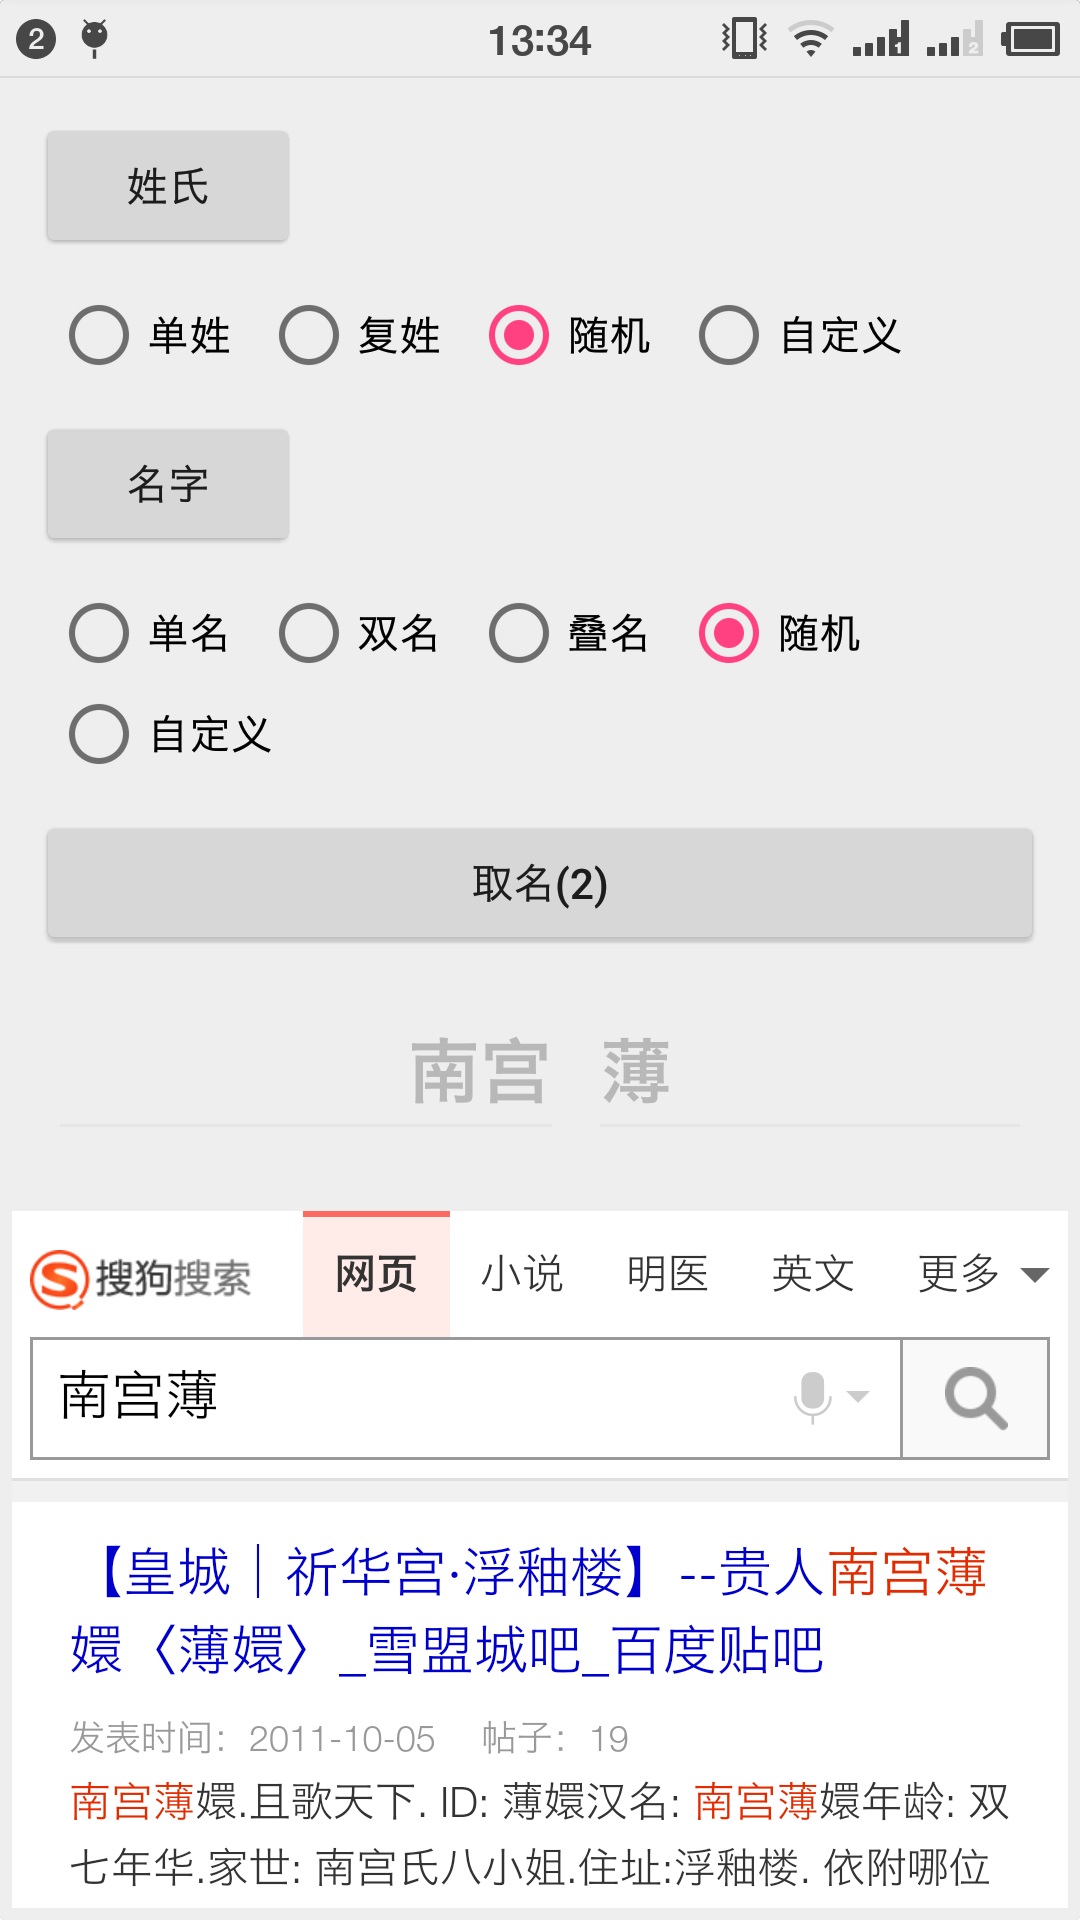 2 13:34 1 2
姓氏
单姓 复姓 随机 自定义
名字
单名 双名 叠名 随机
自定义
取名(2)
南宫 薄
搜狗搜索 网页 小说 明医 英文 更多
南宫薄
【皇城｜祈华宫·浮釉楼】--贵人南宫薄
嬛〈薄嬛〉_雪盟城吧_百度贴吧
发表时间：2011-10-05 帖子：19
南宫薄嬛.且歌天下. ID: 薄嬛汉名: 南宫薄嬛年龄: 双
七年华.家世: 南宫氏八小姐.住址:浮釉楼. 依附哪位